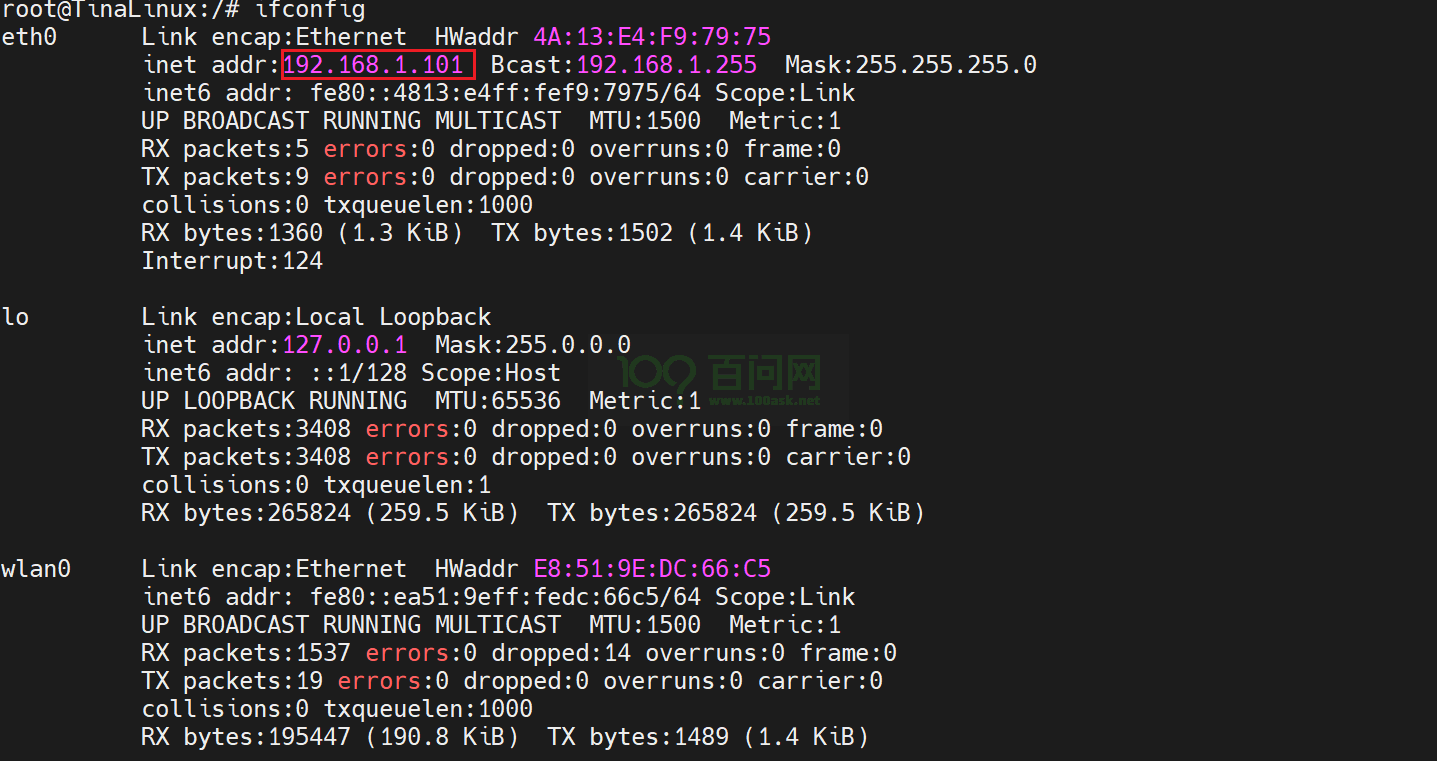 root@TinaLinux:/# ifconfig
eth0      Link encap:Ethernet  HWaddr 4A:13:E4:F9:79:75
          inet addr:192.168.1.101  Bcast:192.168.1.255  Mask:255.255.255.0
          inet6 addr: fe80::4813:e4ff:fef9:7975/64 Scope:Link
          UP BROADCAST RUNNING MULTICAST  MTU:1500  Metric:1
          RX packets:5 errors:0 dropped:0 overruns:0 frame:0
          TX packets:9 errors:0 dropped:0 overruns:0 carrier:0
          collisions:0 txqueuelen:1000
          RX bytes:1360 (1.3 KiB)  TX bytes:1502 (1.4 KiB)
          Interrupt:124

lo        Link encap:Local Loopback
          inet addr:127.0.0.1  Mask:255.0.0.0
          inet6 addr: ::1/128 Scope:Host
          UP LOOPBACK RUNNING  MTU:65536  Metric:1
          RX packets:3408 errors:0 dropped:0 overruns:0 frame:0
          TX packets:3408 errors:0 dropped:0 overruns:0 carrier:0
          collisions:0 txqueuelen:1
          RX bytes:265824 (259.5 KiB)  TX bytes:265824 (259.5 KiB)

wlan0     Link encap:Ethernet  HWaddr E8:51:9E:DC:66:C5
          inet6 addr: fe80::ea51:9eff:fedc:66c5/64 Scope:Link
          UP BROADCAST RUNNING MULTICAST  MTU:1500  Metric:1
          RX packets:1537 errors:0 dropped:14 overruns:0 frame:0
          TX packets:19 errors:0 dropped:0 overruns:0 carrier:0
          collisions:0 txqueuelen:1000
          RX bytes:195447 (190.8 KiB)  TX bytes:1489 (1.4 KiB)
100 百问网
www.100ask.net